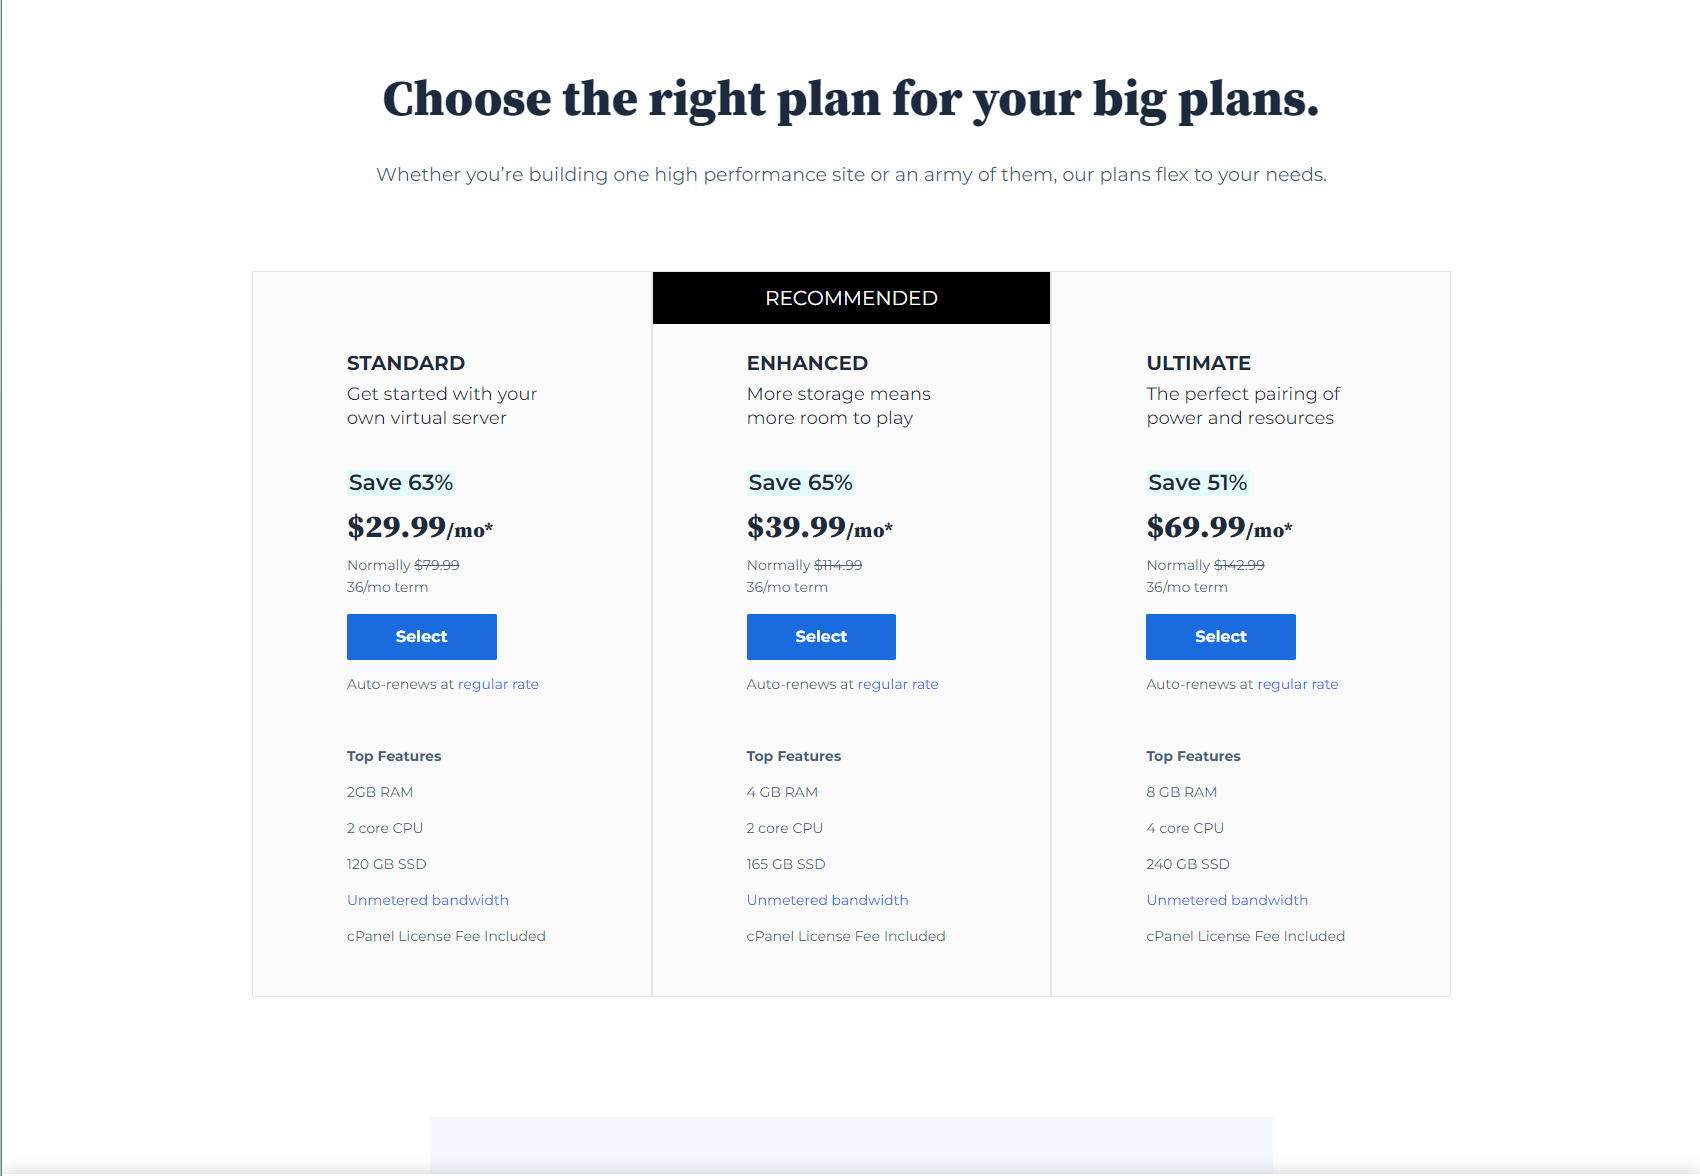 Choose the right plan for your big plans.
Whether you’re building one high performance site or an army of them, our plans flex to your needs.
STANDARD
Get started with your
own virtual server
Save 63%
$29.99/mo*
Normally $79.99
36/mo term
Select
Auto-renews at regular rate
Top Features
2GB RAM
2 core CPU
120 GB SSD
Unmetered bandwidth
cPanel License Fee Included
RECOMMENDED
ENHANCED
More storage means
more room to play
Save 65%
$39.99/mo*
Normally $114.99
36/mo term
Select
Auto-renews at regular rate
Top Features
4 GB RAM
2 core CPU
165 GB SSD
Unmetered bandwidth
cPanel License Fee Included
ULTIMATE
The perfect pairing of
power and resources
Save 51%
$69.99/mo*
Normally $142.99
36/mo term
Select
Auto-renews at regular rate
Top Features
8 GB RAM
4 core CPU
240 GB SSD
Unmetered bandwidth
cPanel License Fee Included